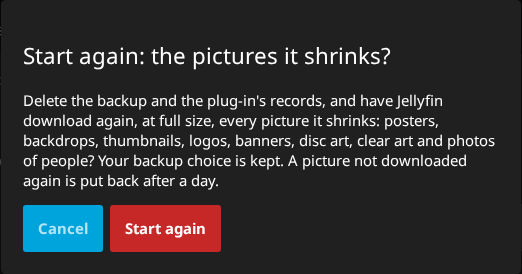 Start again: the pictures it shrinks?
Delete the backup and the plug-in's records, and have Jellyfin
download again, at full size, every picture it shrinks: posters,
backdrops, thumbnails, logos, banners, disc art, clear art and photos
of people? Your backup choice is kept. A picture not downloaded
again is put back after a day.
Cancel
Start again